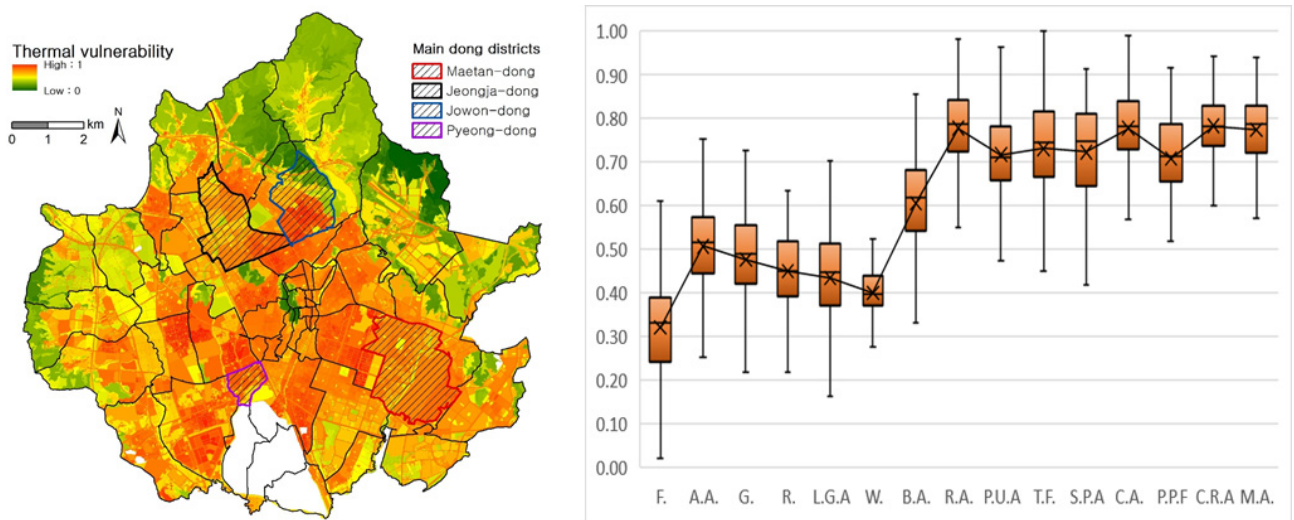 Thermal vulnerability
High : 1
Low : 0
0 1 2 km
N
Main dong districts
Maetan-dong
Jeongja-dong
Jowon-dong
Pyeong-dong
1.00
0.90
0.80
0.70
0.60
0.50
0.40
0.30
0.20
0.10
0.00
F. A.A. G. R. L.G.A W. B.A. R.A. P.U.A T.F. S.P.A C.A. P.P.F C.R.A M.A.